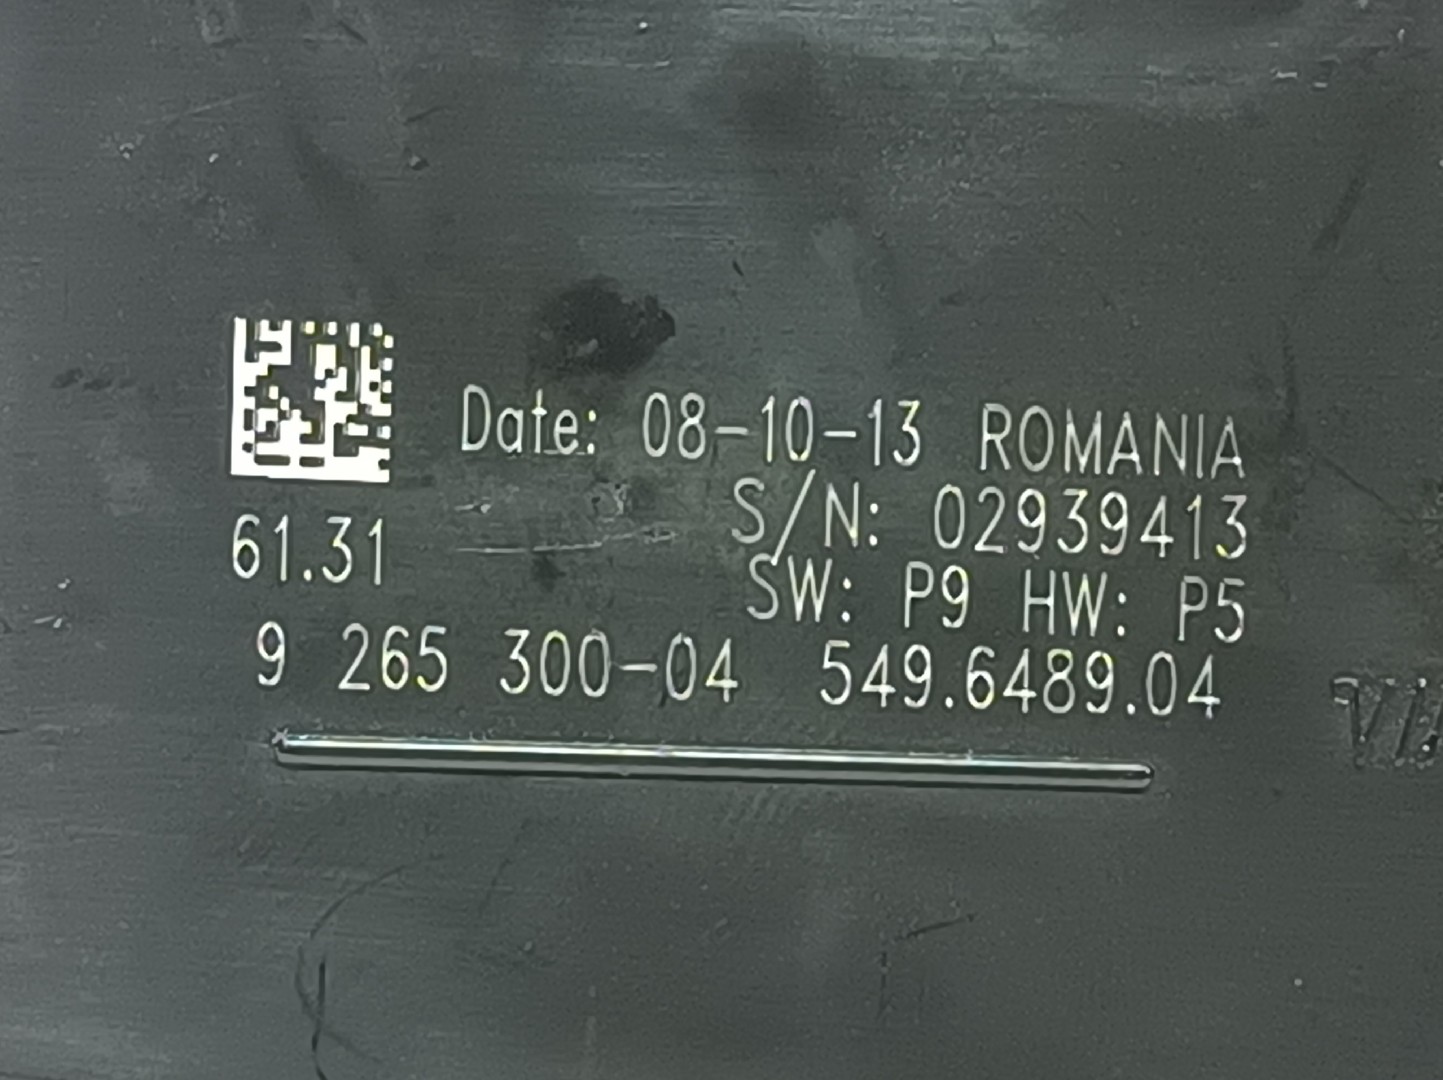 Date: 08-10-13 ROMANIA
S/N: 02939413
61.31
SW: P9 HW: P5
9 265 300-04 549.6489.04